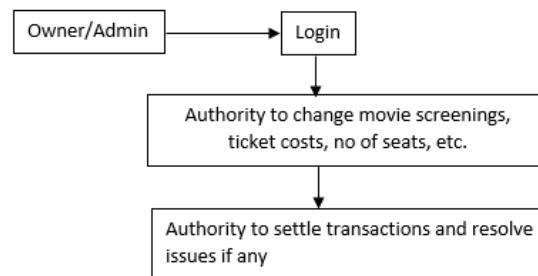 Owner/Admin
Login
Authority to change movie screenings,
ticket costs, no of seats, etc.
Authority to settle transactions and resolve
issues if any